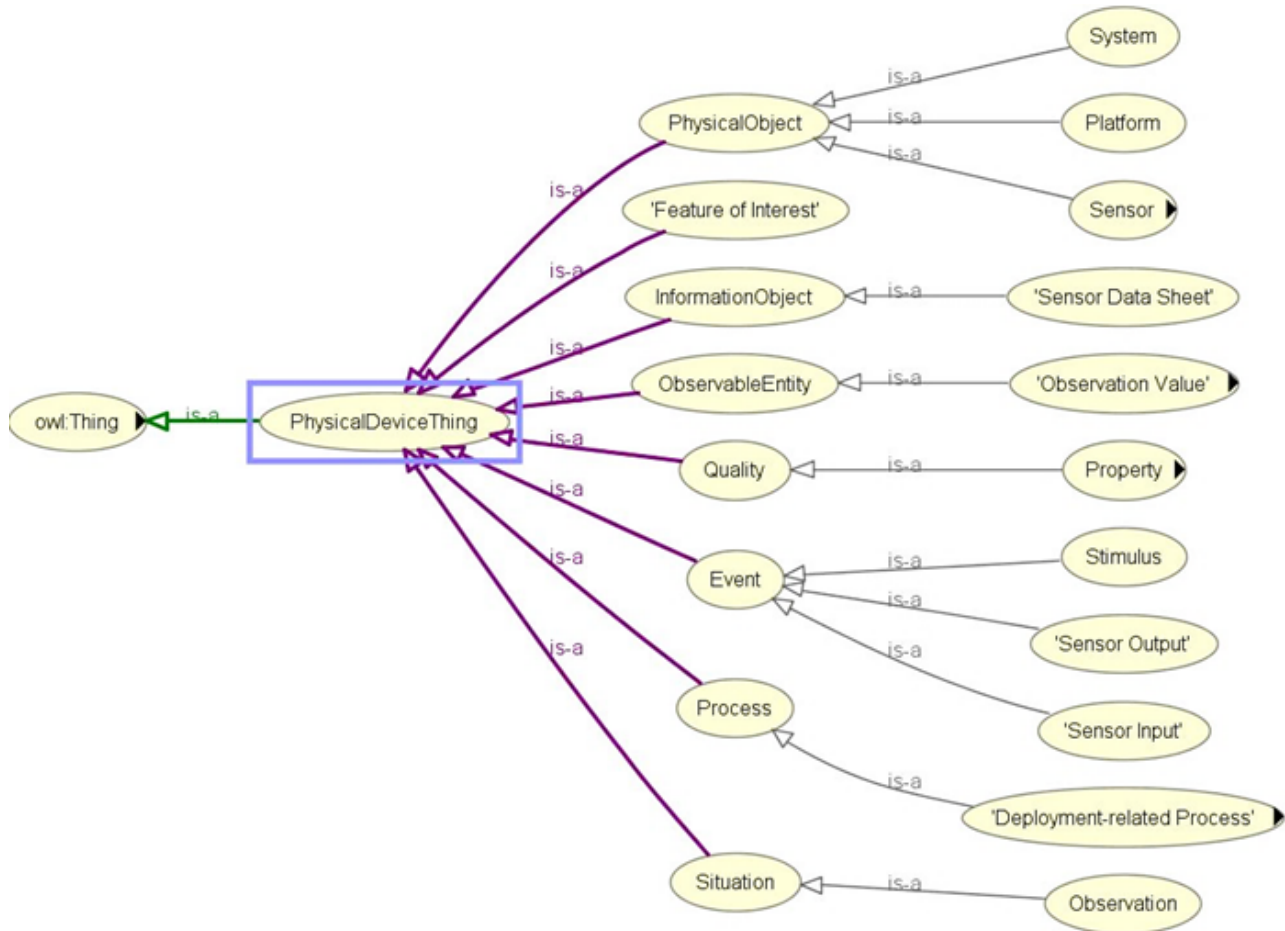 System
is-a
PhysicalObject
is-a
Platform
is-a
is-a
'Feature of Interest'
Sensor
is-a
InformationObject
is-a
'Sensor Data Sheet'
is-a
ObservableEntity
is-a
'Observation Value'
is-a
owl:Thing
is-a
PhysicalDeviceThing
is-a
Quality
is-a
Property
is-a
Event
is-a
Stimulus
is-a
is-a
'Sensor Output'
is-a
is-a
Process
'Sensor Input'
is-a
'Deployment-related Process'
Situation
is-a
Observation